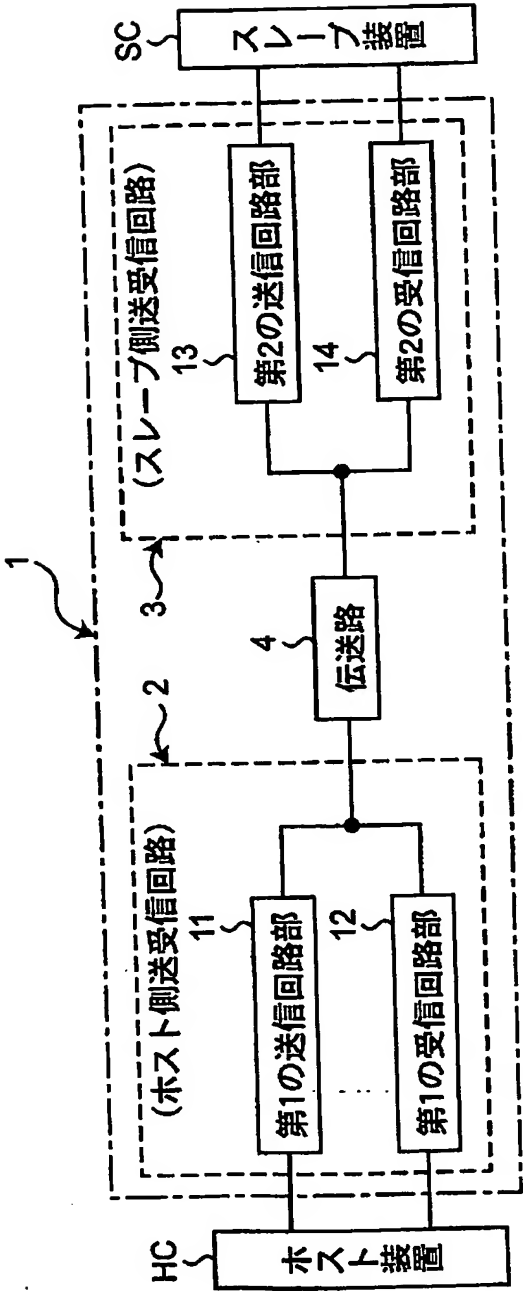 1
HC
ホスト装置
(ホスト側送受信回路)
2
11
第1の送信回路部
12
第1の受信回路部
4
伝送路
3
(スレーブ側送受信回路)
13
第2の送信回路部
14
第2の受信回路部
SC
スレーブ装置